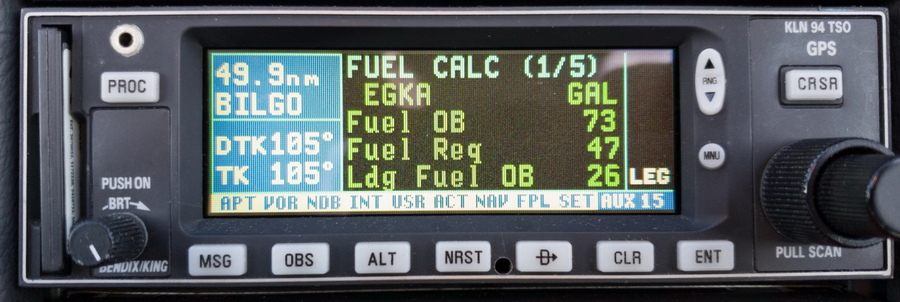 KLN 94 TSO
GPS
PROC
PUSH ON
BRT
BENDIX/KING
49.9nm
BILGO
DTK105°
TK 105°
FUEL CALC (1/5)
EGKA GAL
Fuel OB 73
Fuel Req 47
Ldg Fuel OB 26
LEG
APT VOR NDB INT USR ACT NAV FPL SET AUX 15
RNG
MNU
CRSR
PULL SCAN
MSG
OBS
ALT
NRST
D
CLR
ENT